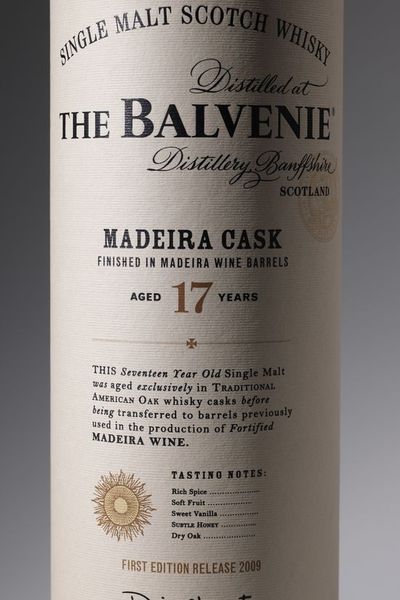 SINGLE MALT SCOTCH WHISKY
Distilled at
THE BALVENIE®
Distillery, Banffshire
SCOTLAND
MADEIRA CASK
FINISHED IN MADEIRA WINE BARRELS
AGED 17 YEARS
THIS Seventeen Year Old Single Malt
was aged exclusively in TRADITIONAL
AMERICAN OAK whisky casks before
being transferred to barrels previously
used in the production of Fortified
MADEIRA WINE.
TASTING NOTES:
Rich Spice ....................
Soft Fruit ....................
Sweet Vanilla ...............
SUBTLE HONEY ..............
Dry Oak .....................
FIRST EDITION RELEASE 2009